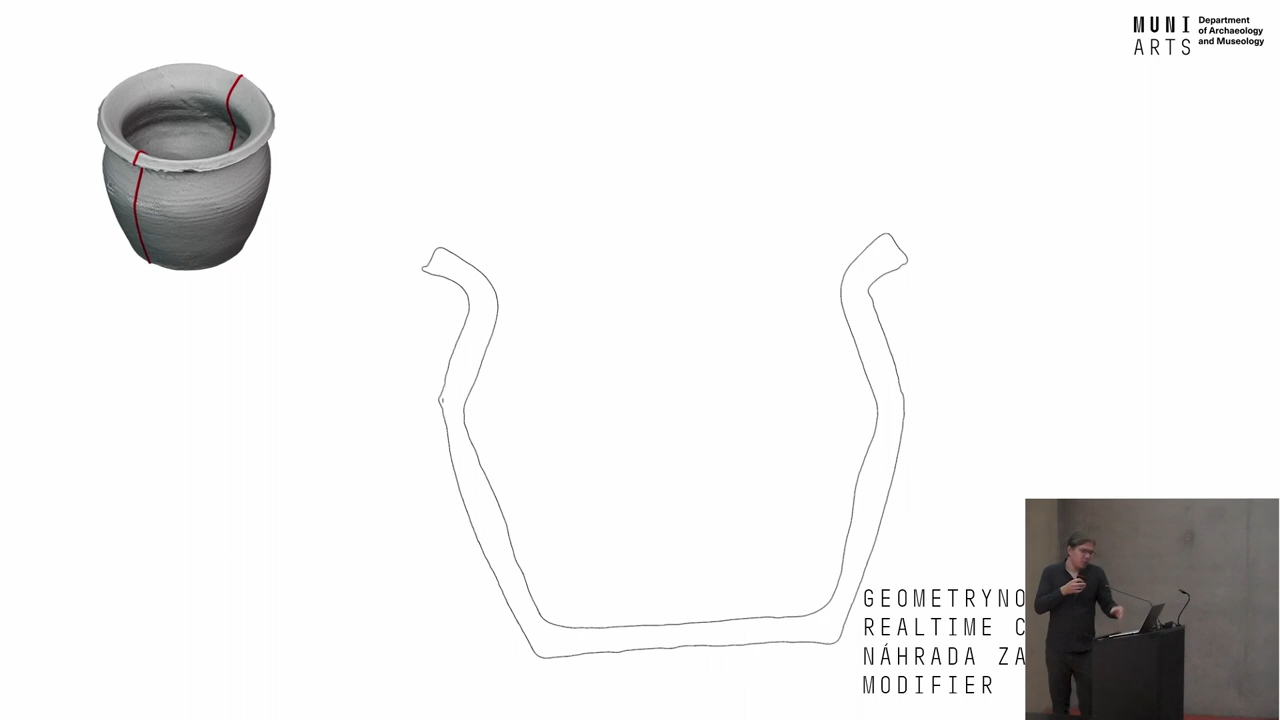 MUNI
ARTS
Department
of Archaeology
and Museology
GEOMETRYNO
REALTIME C
NÁHRADA ZA
MODIFIER